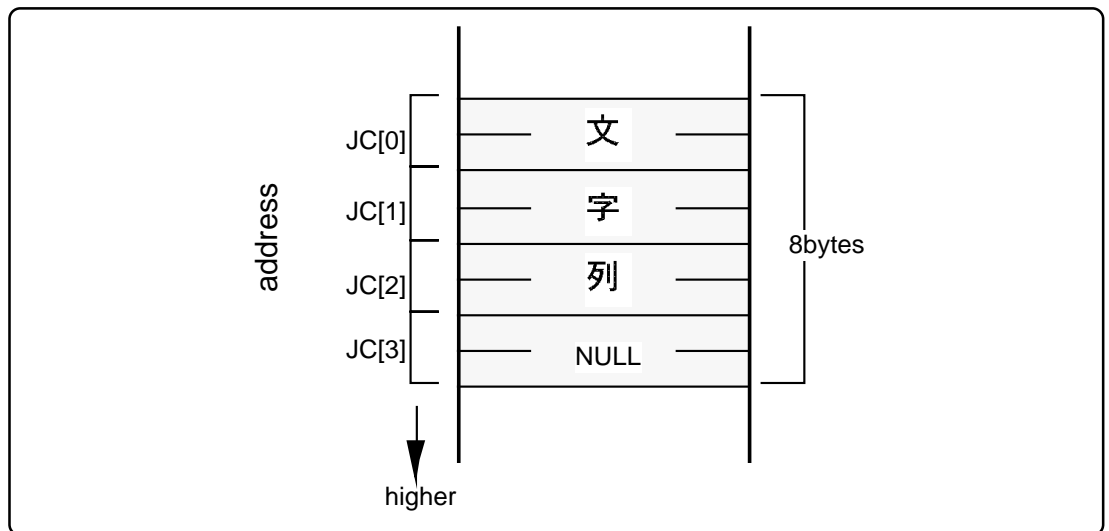 JC[0]
文
JC[1]
字
address
8bytes
JC[2]
列
JC[3]
NULL
higher